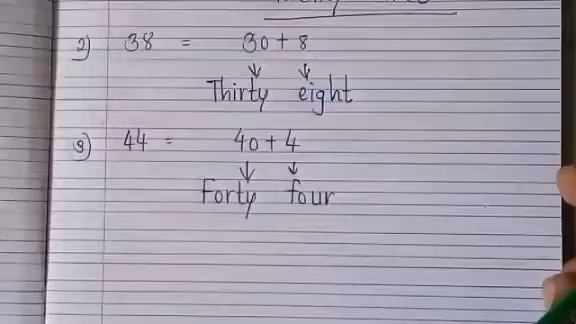 2) 38 = 30 + 8
↓ ↓
Thirty eight
3) 44 = 40 + 4
↓ ↓
Forty four